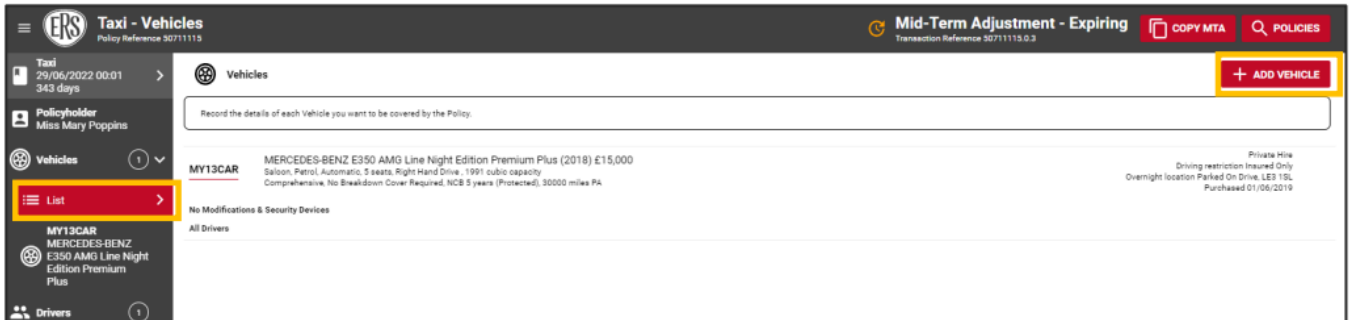 ERS
Taxi - Vehicles
Policy Reference 50711115
Mid-Term Adjustment - Expiring
Transaction Reference 50711115.0.3
COPY MTA
POLICIES
Taxi
29/06/2022 00:01
343 days
Policyholder
Miss Mary Poppins
Vehicles
1
List
MY13CAR
MERCEDES-BENZ
E350 AMG Line Night
Edition Premium
Plus
Drivers
1
Vehicles
+ ADD VEHICLE
Record the details of each Vehicle you want to be covered by the Policy.
MY13CAR
MERCEDES-BENZ E350 AMG Line Night Edition Premium Plus (2018) £15,000
Saloon, Petrol, Automatic, 5 seats, Right Hand Drive , 1991 cubic capacity
Comprehensive, No Breakdown Cover Required, NCB 5 years (Protected), 30000 miles PA
Private Hire
Driving restriction Insured Only
Overnight location Parked On Drive, LE3 1SL
Purchased 01/06/2019
No Modifications & Security Devices
All Drivers